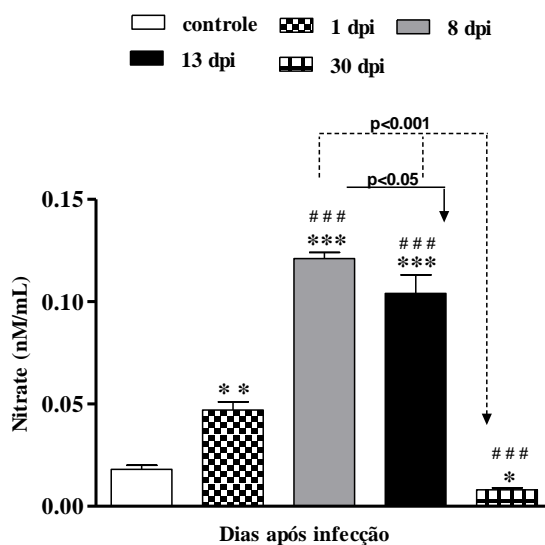 controle 1 dpi 8 dpi
13 dpi 30 dpi
p<0.001
p<0.05
0.15
###
***
###
***
0.10
Nitrate (nM/mL)
**
0.05
###
*
0.00
Dias após infecção